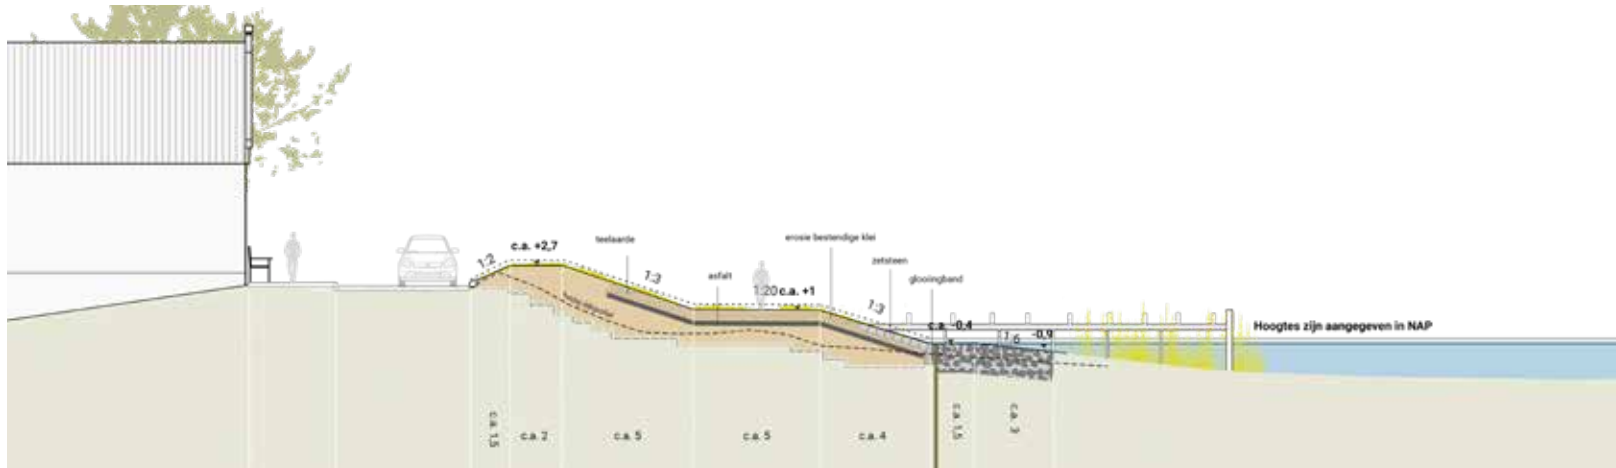 c.a. +2,7
teelaarde
erosie bestendige klei
1:2
zetsteen
1:3
asfalt
glooiingband
1:20 c.a. +1
1:3
c.a. -0,4
Hoogtes zijn aangegeven in NAP
1:6
-0,9
c.a. 1,5
c.a. 2
c.a. 5
c.a. 5
c.a. 4
c.a. 1,5
c.a. 3